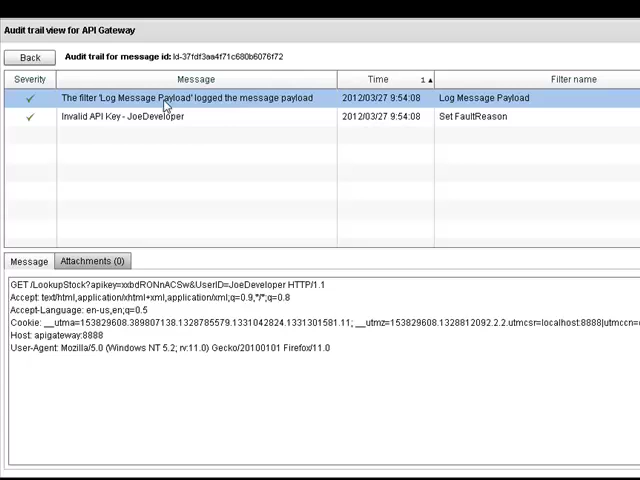 Audit trail view for API Gateway
Back Audit trail for message id: Id-37fdf3aa4f71c680b6076f72
Severity Message Time 1 Filter name
The filter 'Log Message Payload' logged the message payload 2012/03/27 9:54:08 Log Message Payload
Invalid API Key - JoeDeveloper 2012/03/27 9:54:08 Set FaultReason
Message Attachments (0)
GET /LookupStock?apikey=xxbdRONnACSw&UserID=JoeDeveloper HTTP/1.1
Accept: text/html,application/xhtml+xml,application/xml;q=0.9,*/*;q=0.8
Accept-Language: en-us,en;q=0.5
Cookie: __utma=153829608.389807138.1328785579.1331042824.1331301581.11; __utmz=153829608.1328812092.2.2.utmcsr=localhost:8888|utmccn=
Host: apigateway:8888
User-Agent: Mozilla/5.0 (Windows NT 5.2; rv:11.0) Gecko/20100101 Firefox/11.0